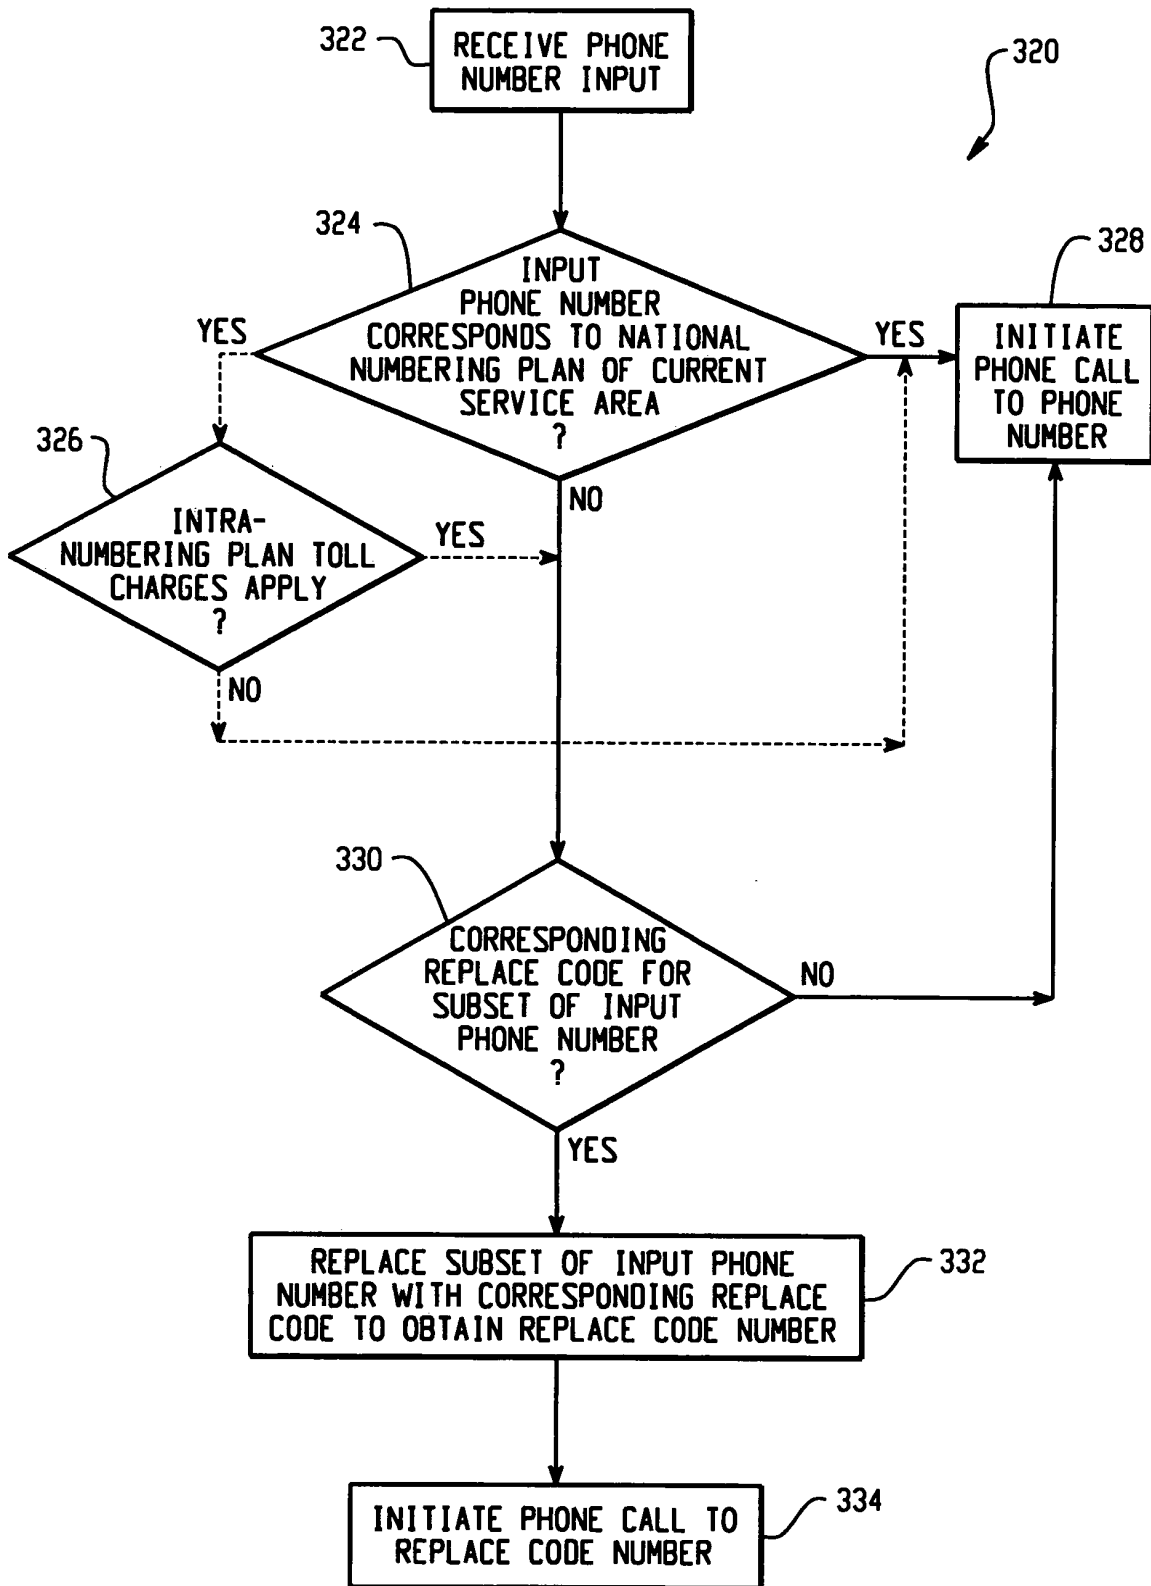 322
RECEIVE PHONE
NUMBER INPUT
320
324
INPUT
PHONE NUMBER
CORRESPONDS TO NATIONAL
NUMBERING PLAN OF CURRENT
SERVICE AREA
?
YES
YES
328
INITIATE
PHONE CALL
TO PHONE
NUMBER
NO
326
INTRA-
NUMBERING PLAN TOLL
CHARGES APPLY
?
YES
NO
330
CORRESPONDING
REPLACE CODE FOR
SUBSET OF INPUT
PHONE NUMBER
?
NO
YES
REPLACE SUBSET OF INPUT PHONE
NUMBER WITH CORRESPONDING REPLACE
CODE TO OBTAIN REPLACE CODE NUMBER
332
INITIATE PHONE CALL TO
REPLACE CODE NUMBER
334